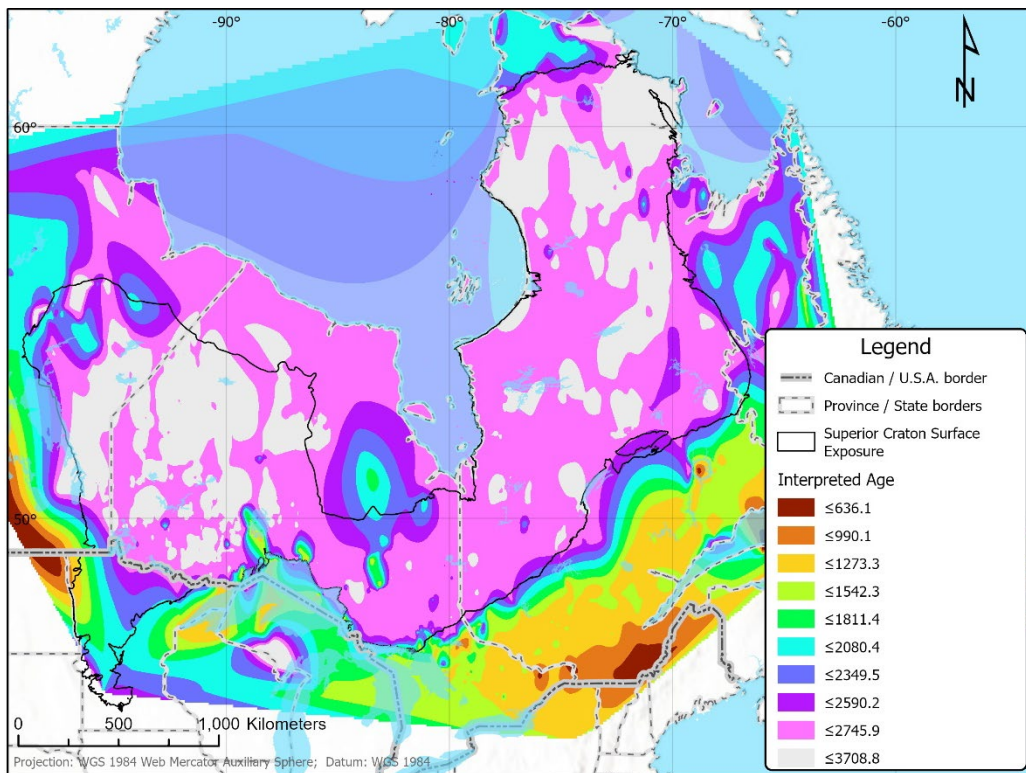 -90°
-80°
-70°
-60°
N
60°
50°
Legend
Canadian / U.S.A. border
Province / State borders
Superior Craton Surface
Exposure
Interpreted Age
≤636.1
≤990.1
≤1273.3
≤1542.3
≤1811.4
≤2080.4
≤2349.5
≤2590.2
≤2745.9
≤3708.8
0 500 1,000 Kilometers
Projection: WGS 1984 Web Mercator Auxiliary Sphere; Datum: WGS 1984